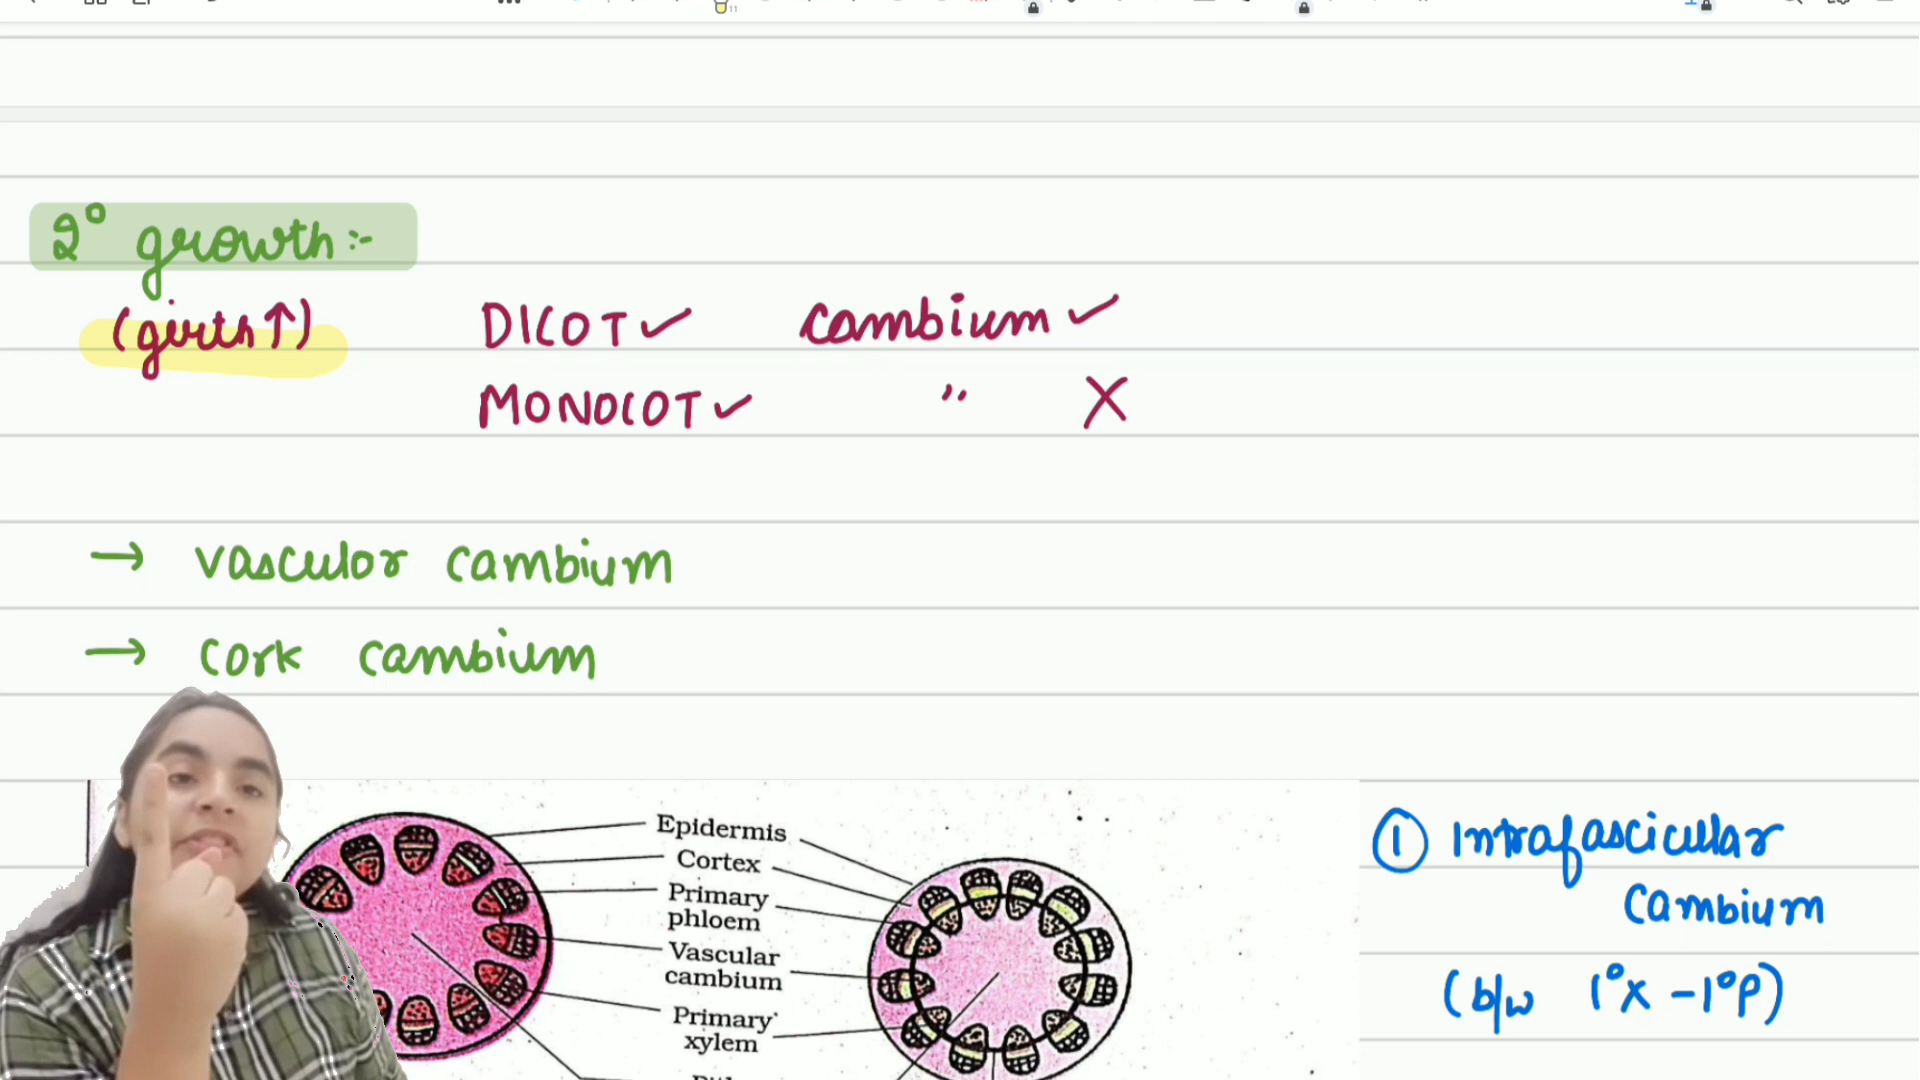 2° growth :-
(girth↑) DICOT ✓ cambium ✓
MONOCOT ✓ " X
→ vasculor cambium
→ cork cambium
Epidermis
Cortex
Primary
phloem
Vascular
cambium
Primary
xylem
① Intrafascicular
cambium
(b/w 1°X - 1°P)